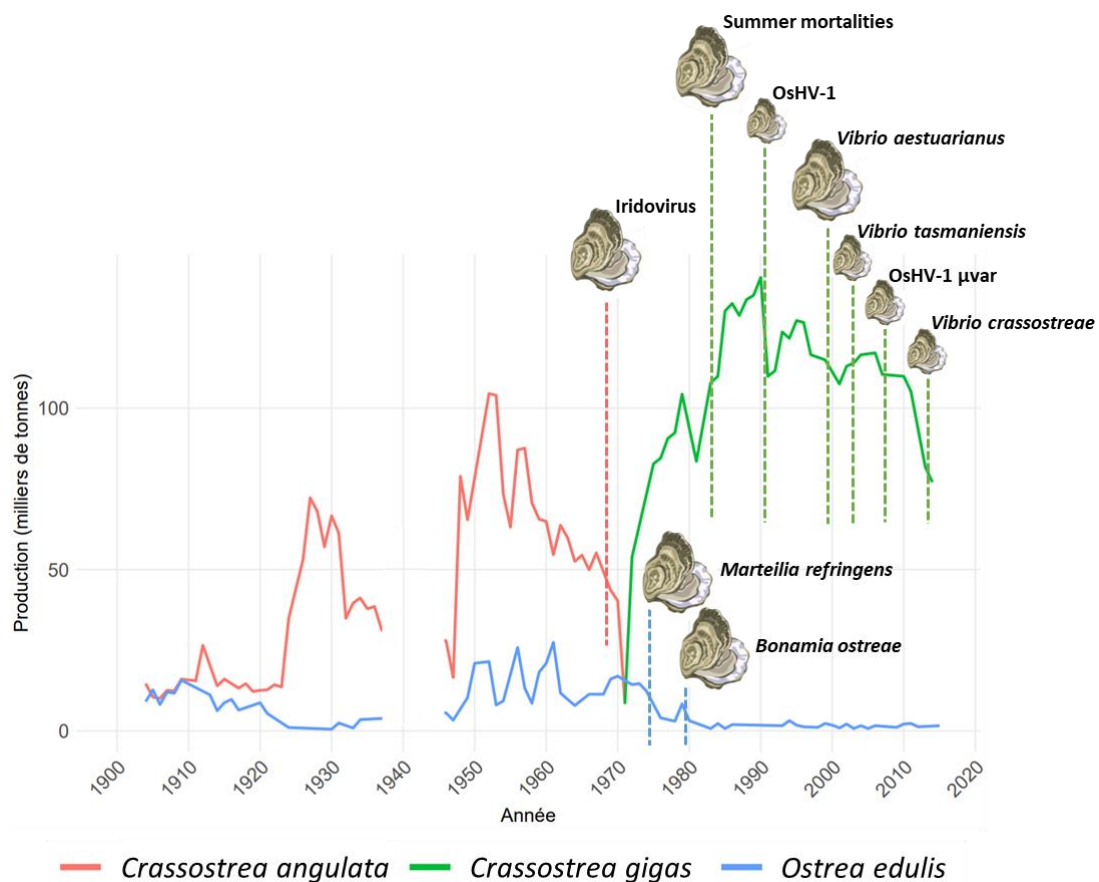 Summer mortalities
OsHV-1
Vibrio aestuarianus
Iridovirus
Vibrio tasmaniensis
OsHV-1 μvar
Vibrio crassostreae
Marteilia refringens
Bonamia ostreae
Production (milliers de tonnes)
100
50
0
1900 1910 1920 1930 1940 1950 1960 1970 1980 1990 2000 2010 2020
Année
Crassostrea angulata Crassostrea gigas Ostrea edulis